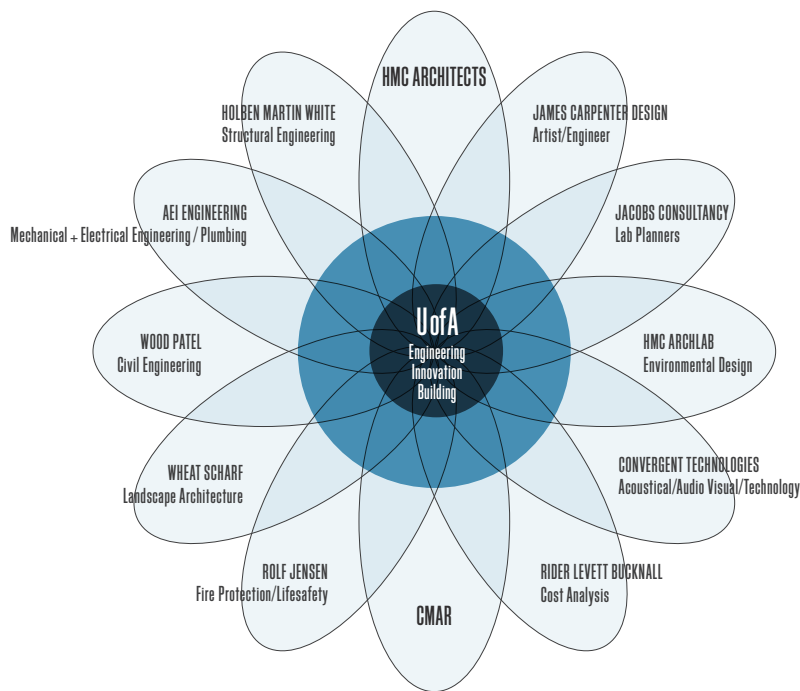 HMC ARCHITECTS
JAMES CARPENTER DESIGN
Artist/Engineer
JACOBS CONSULTANCY
Lab Planners
HMC ARCHLAB
Environmental Design
CONVERGENT TECHNOLOGIES
Acoustical/Audio Visual/Technology
RIDER LEVETT BUCKNALL
Cost Analysis
CMAR
ROLF JENSEN
Fire Protection/Lifesafety
WHEAT SCHARF
Landscape Architecture
WOOD PATEL
Civil Engineering
AEI ENGINEERING
Mechanical + Electrical Engineering / Plumbing
HOLBEN MARTIN WHITE
Structural Engineering
UofA
Engineering
Innovation
Building